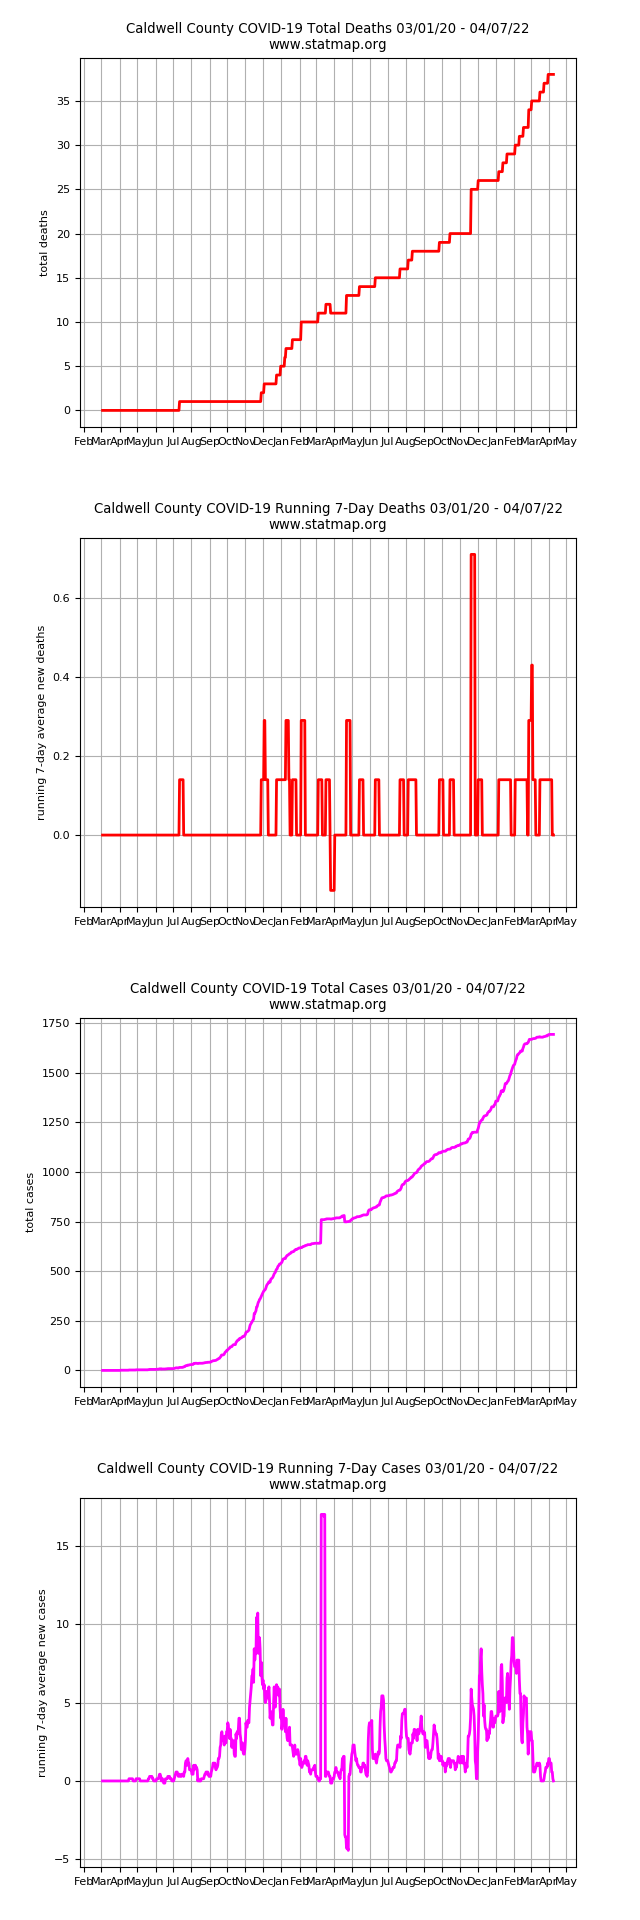 Caldwell County COVID-19 Total Deaths 03/01/20 - 04/07/22
www.statmap.org
35
30
25
20
15
10
5
0
total deaths
Feb Mar Apr May Jun Jul Aug Sep Oct Nov Dec Jan Feb Mar Apr May Jun Jul Aug Sep Oct Nov Dec Jan Feb Mar Apr May
Caldwell County COVID-19 Running 7-Day Deaths 03/01/20 - 04/07/22
www.statmap.org
0.6
0.4
0.2
0.0
running 7-day average new deaths
Feb Mar Apr May Jun Jul Aug Sep Oct Nov Dec Jan Feb Mar Apr May Jun Jul Aug Sep Oct Nov Dec Jan Feb Mar Apr May
Caldwell County COVID-19 Total Cases 03/01/20 - 04/07/22
www.statmap.org
1750
1500
1250
1000
750
500
250
0
total cases
Feb Mar Apr May Jun Jul Aug Sep Oct Nov Dec Jan Feb Mar Apr May Jun Jul Aug Sep Oct Nov Dec Jan Feb Mar Apr May
Caldwell County COVID-19 Running 7-Day Cases 03/01/20 - 04/07/22
www.statmap.org
15
10
5
0
−5
running 7-day average new cases
Feb Mar Apr May Jun Jul Aug Sep Oct Nov Dec Jan Feb Mar Apr May Jun Jul Aug Sep Oct Nov Dec Jan Feb Mar Apr May